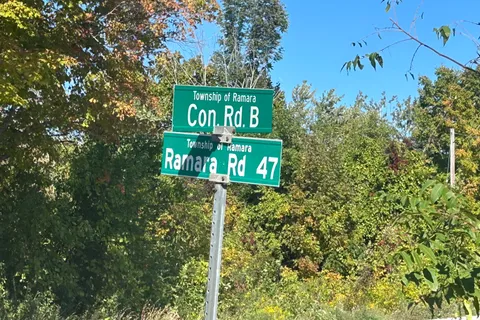 Township of Ramara
Con. Rd. B
Township of Ramara
Ramara Rd 47